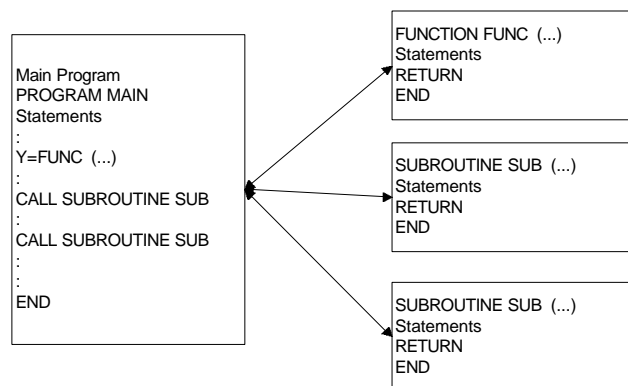 Main Program
PROGRAM MAIN
Statements
:
Y=FUNC (...)
:
CALL SUBROUTINE SUB
:
CALL SUBROUTINE SUB
:
:
END
FUNCTION FUNC (...)
Statements
RETURN
END
SUBROUTINE SUB (...)
Statements
RETURN
END
SUBROUTINE SUB (...)
Statements
RETURN
END